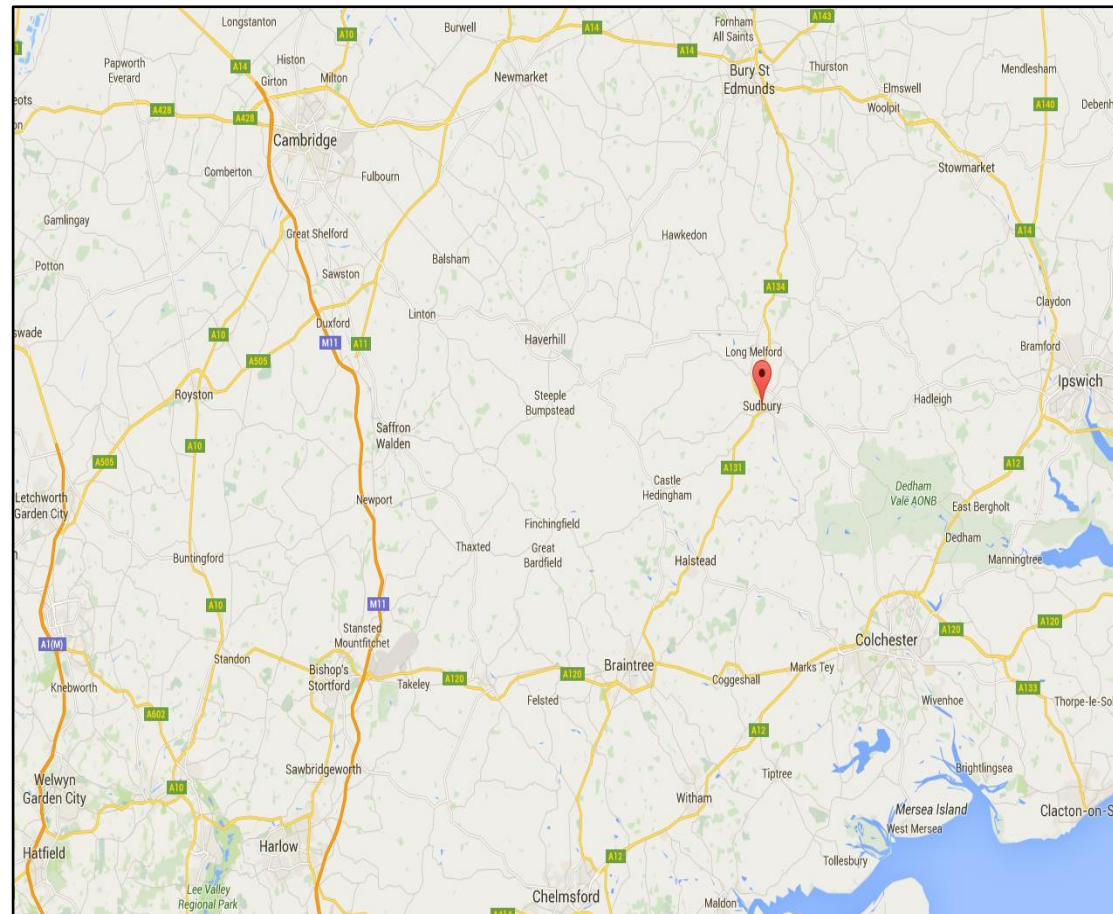 Longstanton
A10
Burwell
Fornham
All Saints
A143
A14
Papworth
Everard
Histon
Girton
Milton
A14
Newmarket
A14
Bury St
Edmunds
Thurston
Mendlesham
Elmswell
Woolpit
A140
A428
A428
Cambridge
Comberton
Fulbourn
Stowmarket
Gamlingay
Great Shelford
Hawkedon
A14
Potton
Sawston
Balsham
A134
Claydon
Linton
Duxford
A10
M11
A11
Haverhill
Bramford
A505
Long Melford
Ipswich
Royston
Steeple
Bumpstead
Sudbury
Hadleigh
Saffron
Walden
A10
A505
A131
A12
Letchworth
Garden City
Newport
Castle
Hedingham
Dedham
Vale AONB
East Bergholt
Finchingfield
Dedham
Buntingford
Thaxted
Great
Bardfield
Halstead
Manningtree
A10
M11
Stansted
Mountfitchet
A120
A120
A1(M)
Colchester
Standon
Bishop's
Stortford
Braintree
Marks Tey
Takeley
A120
A120
Coggeshall
Knebworth
Felsted
A133
Wivenhoe
A602
A12
Sawbridgeworth
Tiptree
Brightlingsea
Welwyn
Garden City
A10
Witham
Mersea Island
West Mersea
Hatfield
Harlow
A12
Tollesbury
Lee Valley
Regional Park
Chelmsford
Maldon